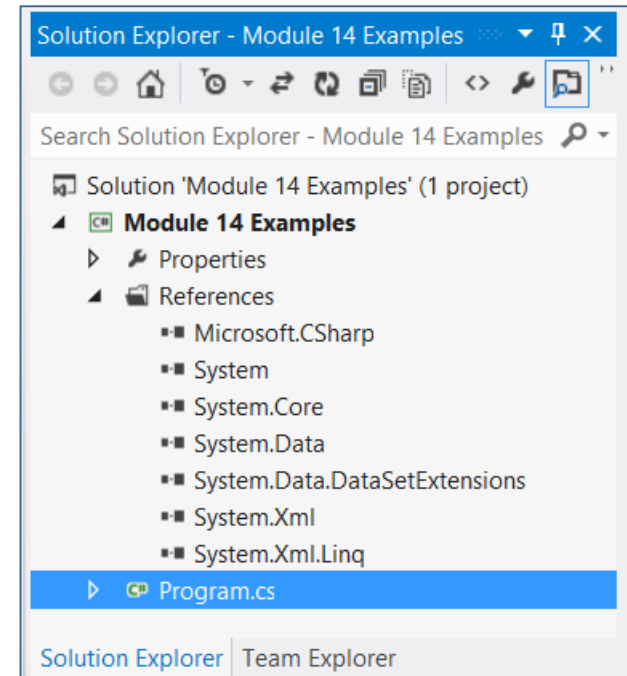 Solution Explorer - Module 14 Examples
Search Solution Explorer - Module 14 Examples
Solution 'Module 14 Examples' (1 project)
C# Module 14 Examples
Properties
References
Microsoft.CSharp
System
System.Core
System.Data
System.Data.DataSetExtensions
System.Xml
System.Xml.Linq
C# Program.cs
Solution Explorer Team Explorer